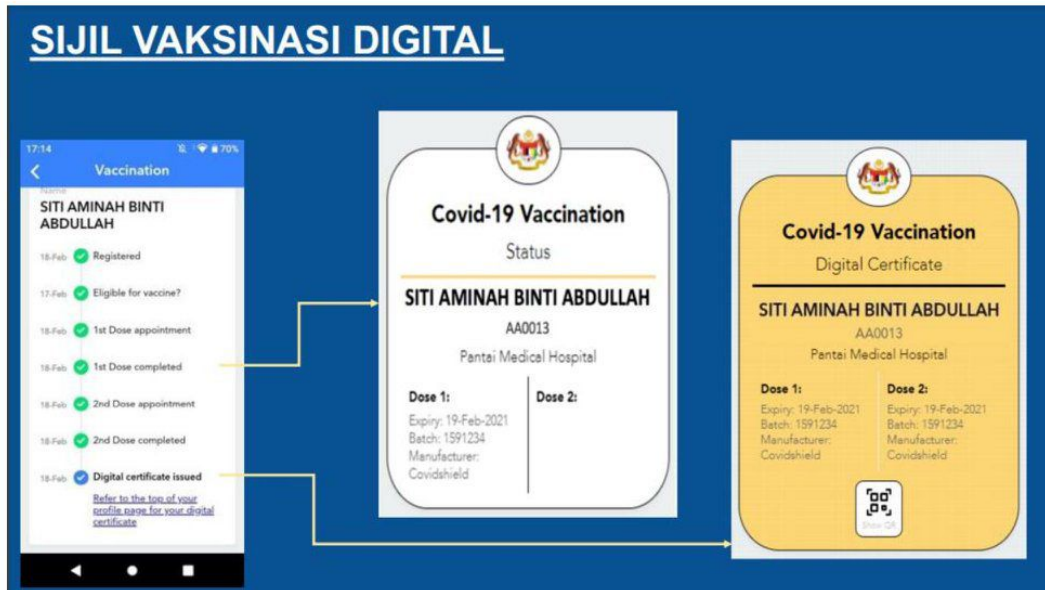 SIJIL VAKSINASI DIGITAL
17:14
70%
Vaccination
Name
SITI AMINAH BINTI
ABDULLAH
18-Feb Registered
17-Feb Eligible for vaccine?
18-Feb 1st Dose appointment
18-Feb 1st Dose completed
18-Feb 2nd Dose appointment
18-Feb 2nd Dose completed
18-Feb Digital certificate issued
Refer to the top of your
profile page for your digital
certificate
Covid-19 Vaccination
Status
SITI AMINAH BINTI ABDULLAH
AA0013
Pantai Medical Hospital
Dose 1:
Expiry: 19-Feb-2021
Batch: 1591234
Manufacturer:
Covidshield
Dose 2:
Covid-19 Vaccination
Digital Certificate
SITI AMINAH BINTI ABDULLAH
AA0013
Pantai Medical Hospital
Dose 1:
Expiry: 19-Feb-2021
Batch: 1591234
Manufacturer:
Covidshield
Dose 2:
Expiry: 19-Feb-2021
Batch: 1591234
Manufacturer:
Covidshield
Show QR